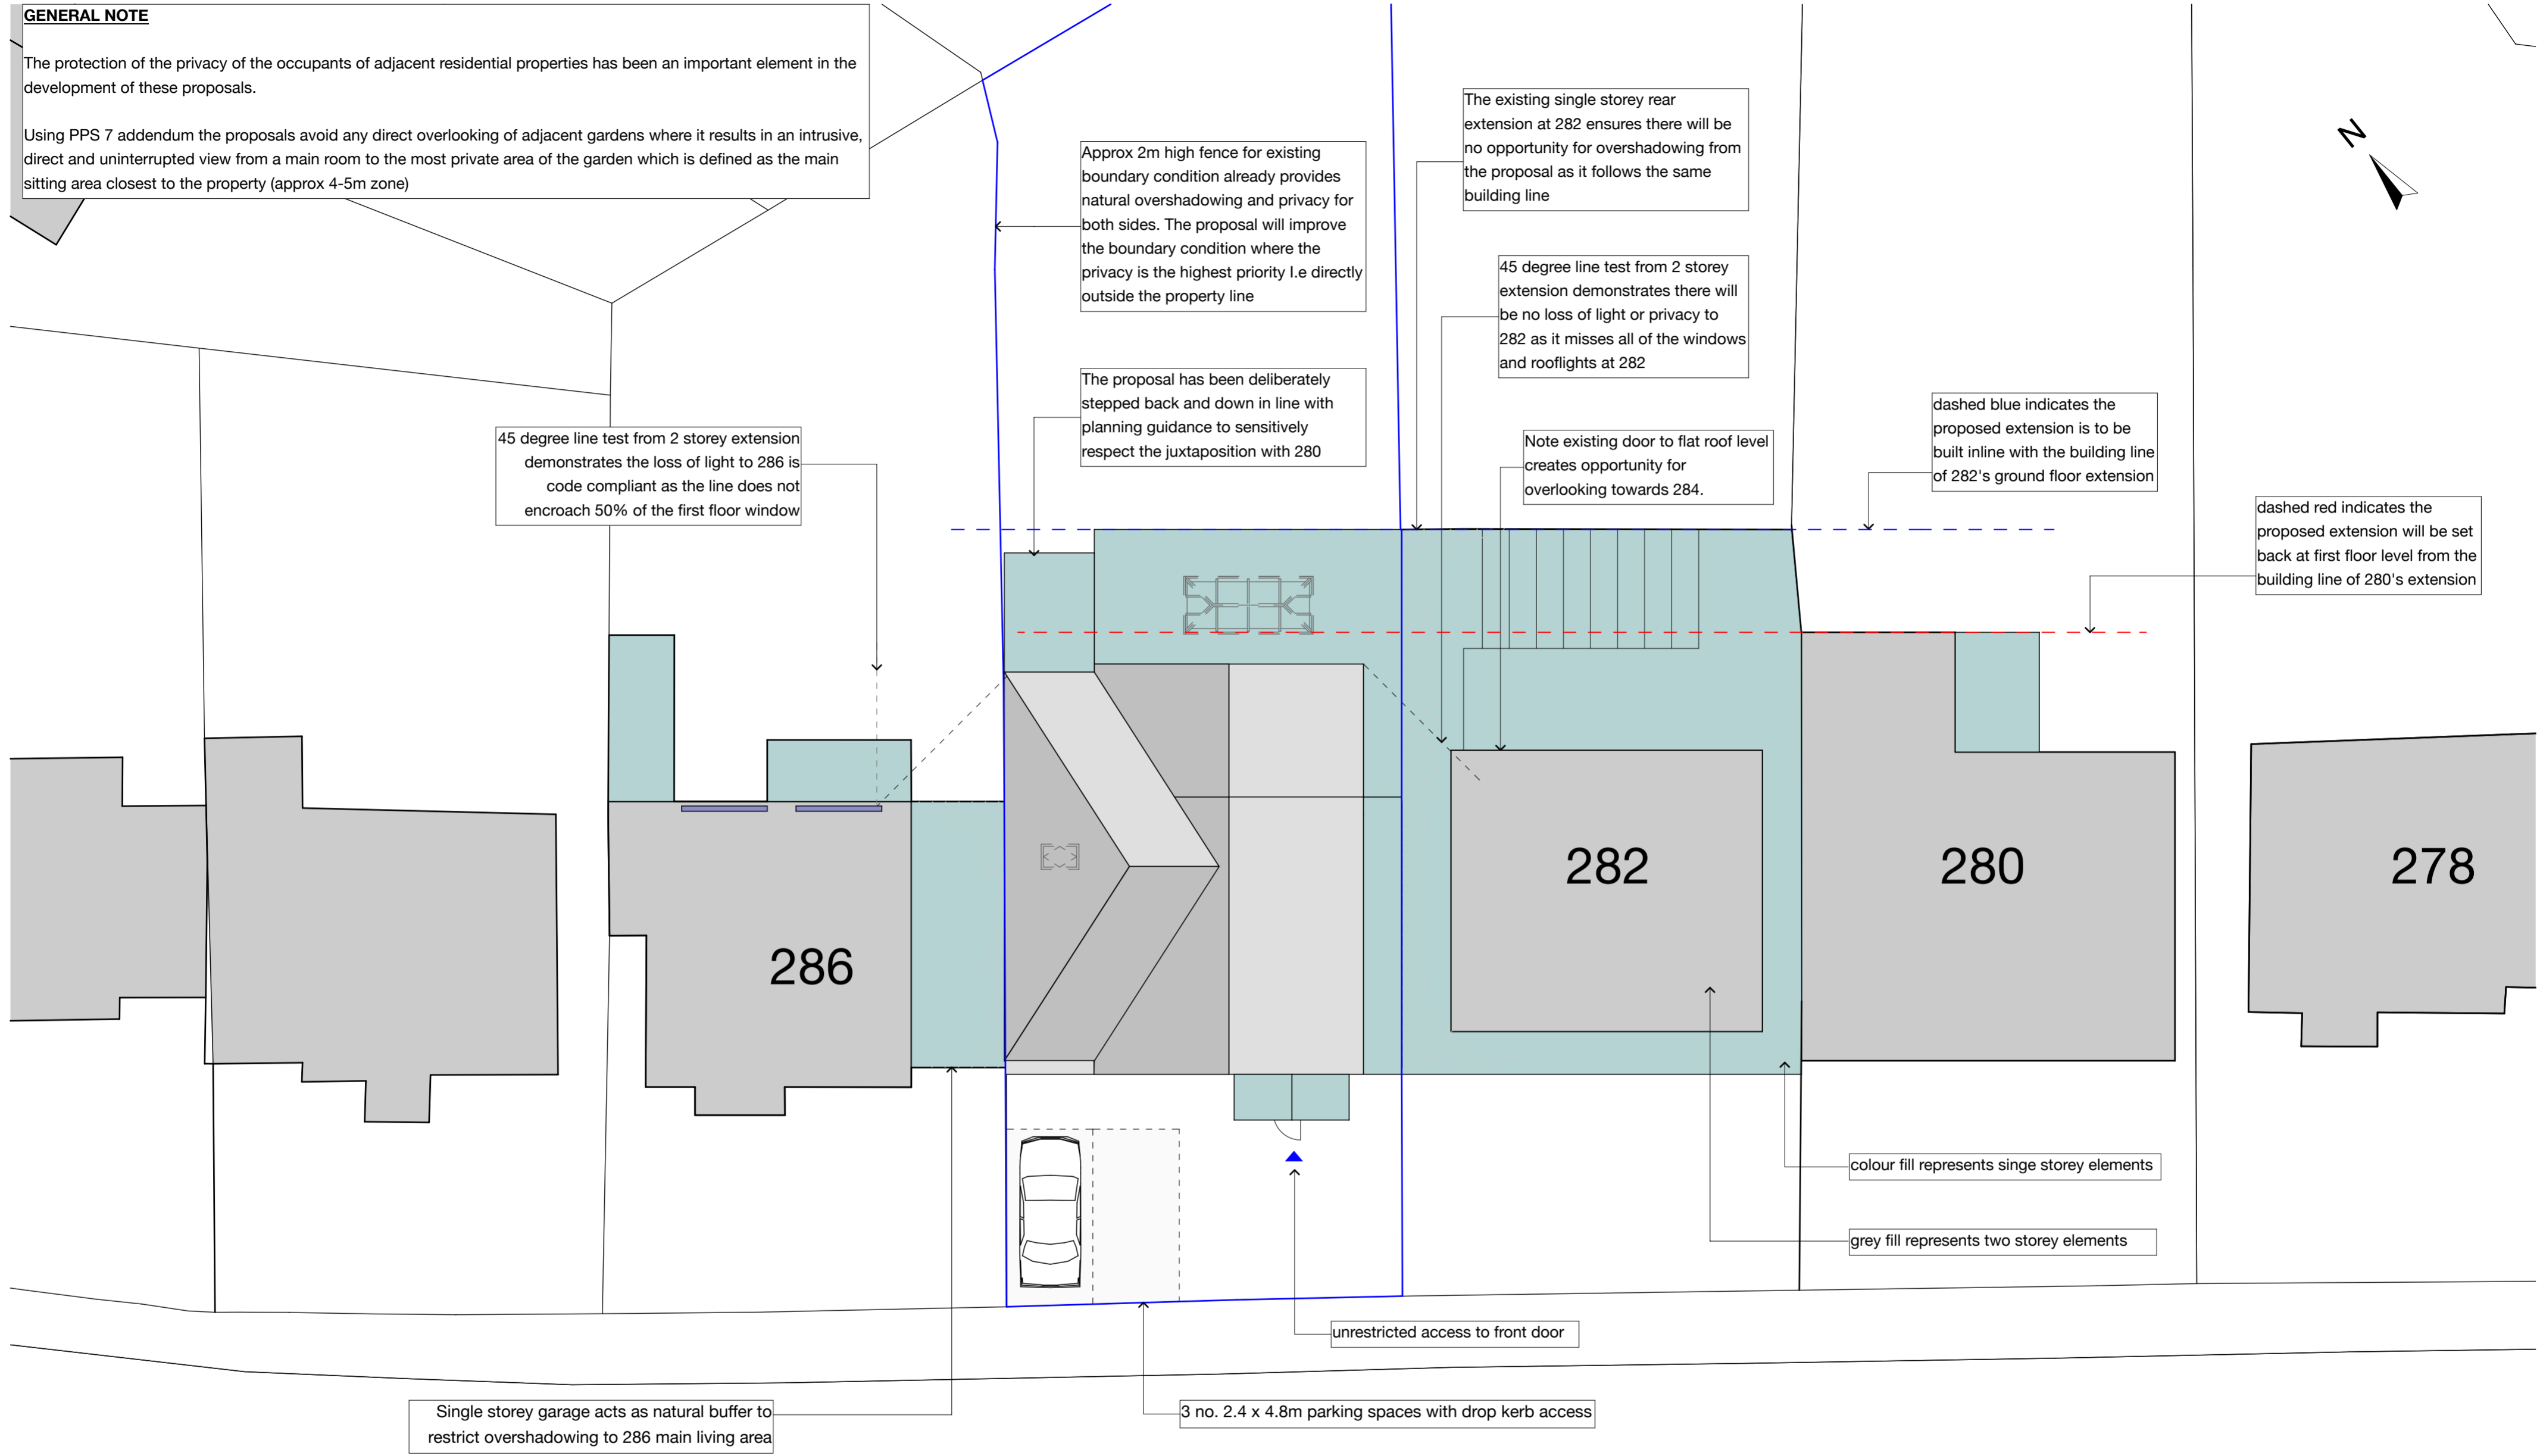 GENERAL NOTE
The protection of the privacy of the occupants of adjacent residential properties has been an important element in the
development of these proposals.
Using PPS 7 addendum the proposals avoid any direct overlooking of adjacent gardens where it results in an intrusive,
direct and uninterrupted view from a main room to the most private area of the garden which is defined as the main
sitting area closest to the property (approx 4-5m zone)
Approx 2m high fence for existing
boundary condition already provides
natural overshadowing and privacy for
both sides. The proposal will improve
the boundary condition where the
privacy is the highest priority I.e directly
outside the property line
The existing single storey rear
extension at 282 ensures there will be
no opportunity for overshadowing from
the proposal as it follows the same
building line
N
45 degree line test from 2 storey
extension demonstrates there will
be no loss of light or privacy to
282 as it misses all of the windows
and rooflights at 282
The proposal has been deliberately
stepped back and down in line with
planning guidance to sensitively
respect the juxtaposition with 280
45 degree line test from 2 storey extension
demonstrates the loss of light to 286 is
code compliant as the line does not
encroach 50% of the first floor window
Note existing door to flat roof level
creates opportunity for
overlooking towards 284.
dashed blue indicates the
proposed extension is to be
built inline with the building line
of 282's ground floor extension
dashed red indicates the
proposed extension will be set
back at first floor level from the
building line of 280's extension
286
282
280
278
colour fill represents singe storey elements
grey fill represents two storey elements
unrestricted access to front door
Single storey garage acts as natural buffer to
restrict overshadowing to 286 main living area
3 no. 2.4 x 4.8m parking spaces with drop kerb access